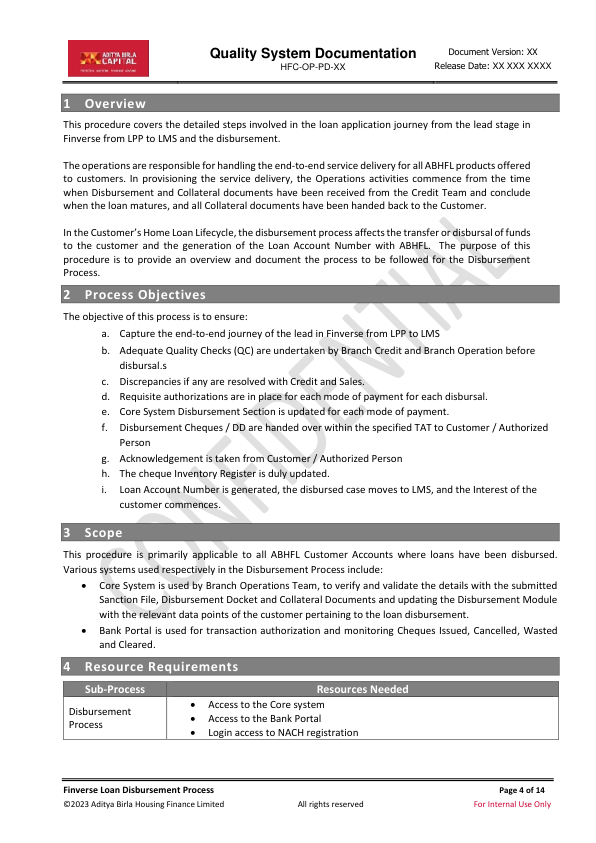 ADITYA BIRLA
CAPITAL
Quality System Documentation
HFC-OP-PD-XX
Document Version: XX
Release Date: XX XXX XXXX
1 Overview
This procedure covers the detailed steps involved in the loan application journey from the lead stage in
Finverse from LPP to LMS and the disbursement.
The operations are responsible for handling the end-to-end service delivery for all ABHFL products offered
to customers. In provisioning the service delivery, the Operations activities commence from the time
when Disbursement and Collateral documents have been received from the Credit Team and conclude
when the loan matures, and all Collateral documents have been handed back to the Customer.
In the Customer's Home Loan Lifecycle, the disbursement process affects the transfer or disbursal of funds
to the customer and the generation of the Loan Account Number with ABHFL. The purpose of this
procedure is to provide an overview and document the process to be followed for the Disbursement
Process.
2 Process Objectives
The objective of this process is to ensure:
a. Capture the end-to-end journey of the lead in Finverse from LPP to LMS
b. Adequate Quality Checks (QC) are undertaken by Branch Credit and Branch Operation before
disbursal.s
c. Discrepancies if any are resolved with Credit and Sales.
d. Requisite authorizations are in place for each mode of payment for each disbursal.
e. Core System Disbursement Section is updated for each mode of payment.
f. Disbursement Cheques / DD are handed over within the specified TAT to Customer / Authorized
Person
g. Acknowledgement is taken from Customer / Authorized Person
h. The cheque Inventory Register is duly updated.
i. Loan Account Number is generated, the disbursed case moves to LMS, and the Interest of the
customer commences.
3 Scope
This procedure is primarily applicable to all ABHFL Customer Accounts where loans have been disbursed.
Various systems used respectively in the Disbursement Process include:
• Core System is used by Branch Operations Team, to verify and validate the details with the submitted
Sanction File, Disbursement Docket and Collateral Documents and updating the Disbursement Module
with the relevant data points of the customer pertaining to the loan disbursement.
• Bank Portal is used for transaction authorization and monitoring Cheques Issued, Cancelled, Wasted
and Cleared.
4 Resource Requirements
Sub-Process Resources Needed
Disbursement
Process
• Access to the Core system
• Access to the Bank Portal
• Login access to NACH registration
CONFIDENTIAL
Finverse Loan Disbursement Process Page 4 of 14
©2023 Aditya Birla Housing Finance Limited All rights reserved For Internal Use Only